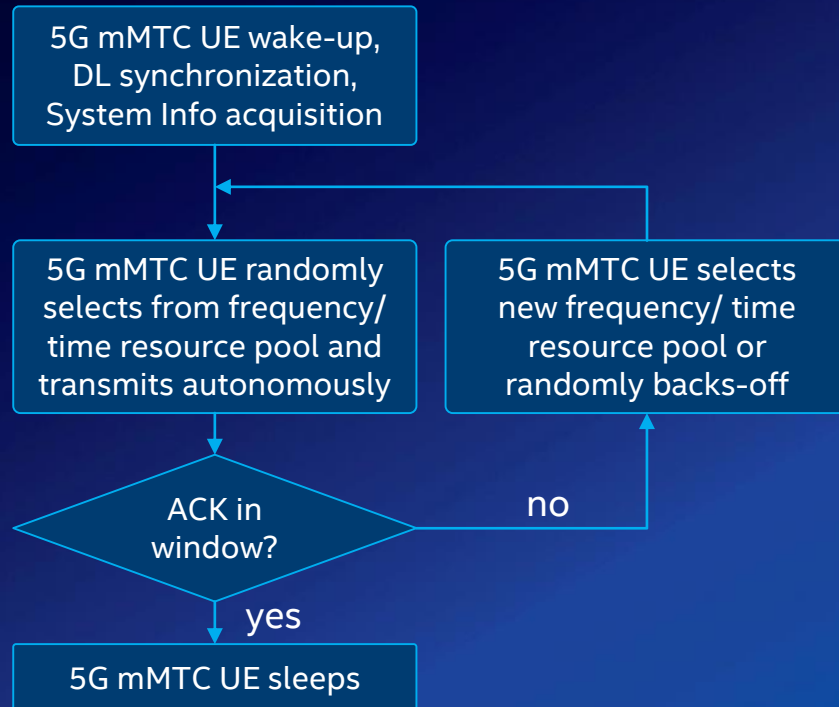 5G mMTC UE wake-up,
DL synchronization,
System Info acquisition
5G mMTC UE randomly
selects from frequency/
time resource pool and
transmits autonomously
5G mMTC UE selects
new frequency/ time
resource pool or
randomly backs-off
ACK in
window?
no
yes
5G mMTC UE sleeps